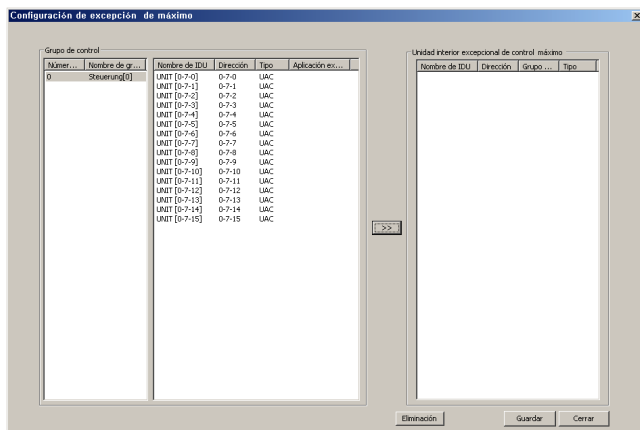 Configuración de excepción de máximo
Grupo de control
Númer... Nombre de gr...
0 Steuerung[0]
Nombre de IDU Dirección Tipo Aplicación ex...
UNIT [0-7-0] 0-7-0 UAC
UNIT [0-7-1] 0-7-1 UAC
UNIT [0-7-2] 0-7-2 UAC
UNIT [0-7-3] 0-7-3 UAC
UNIT [0-7-4] 0-7-4 UAC
UNIT [0-7-5] 0-7-5 UAC
UNIT [0-7-6] 0-7-6 UAC
UNIT [0-7-7] 0-7-7 UAC
UNIT [0-7-8] 0-7-8 UAC
UNIT [0-7-9] 0-7-9 UAC
UNIT [0-7-10] 0-7-10 UAC
UNIT [0-7-11] 0-7-11 UAC
UNIT [0-7-12] 0-7-12 UAC
UNIT [0-7-13] 0-7-13 UAC
UNIT [0-7-14] 0-7-14 UAC
UNIT [0-7-15] 0-7-15 UAC
>>
Unidad interior excepcional de control máximo
Nombre de IDU Dirección Grupo ... Tipo
Eliminación Guardar Cerrar